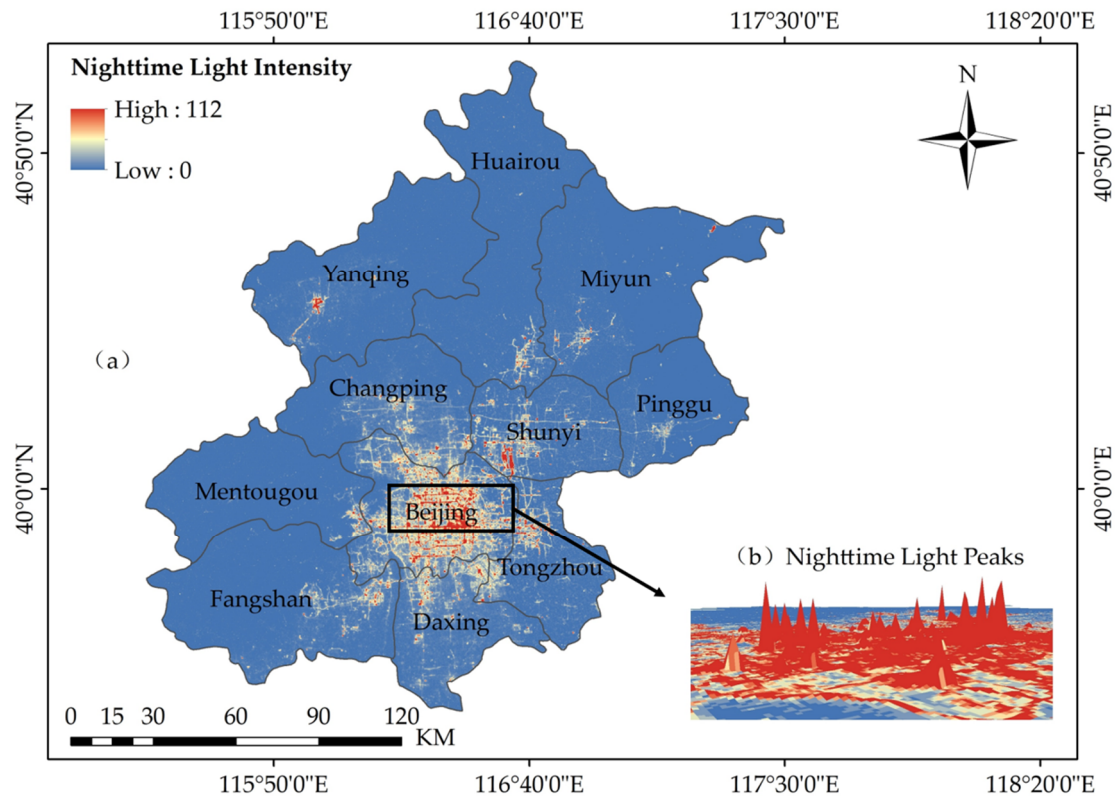 115°50'0"E 116°40'0"E 117°30'0"E 118°20'0"E
Nighttime Light Intensity
High : 112
Low : 0
N
40°50'0"N
40°50'0"E
Huairou
Yanqing
Miyun
（a）
Changping
Pinggu
Shunyi
40°0'0"N
40°0'0"E
Mentougou
Beijing
（b）Nighttime Light Peaks
Tongzhou
Fangshan
Daxing
0 15 30 60 90 120
KM
115°50'0"E 116°40'0"E 117°30'0"E 118°20'0"E